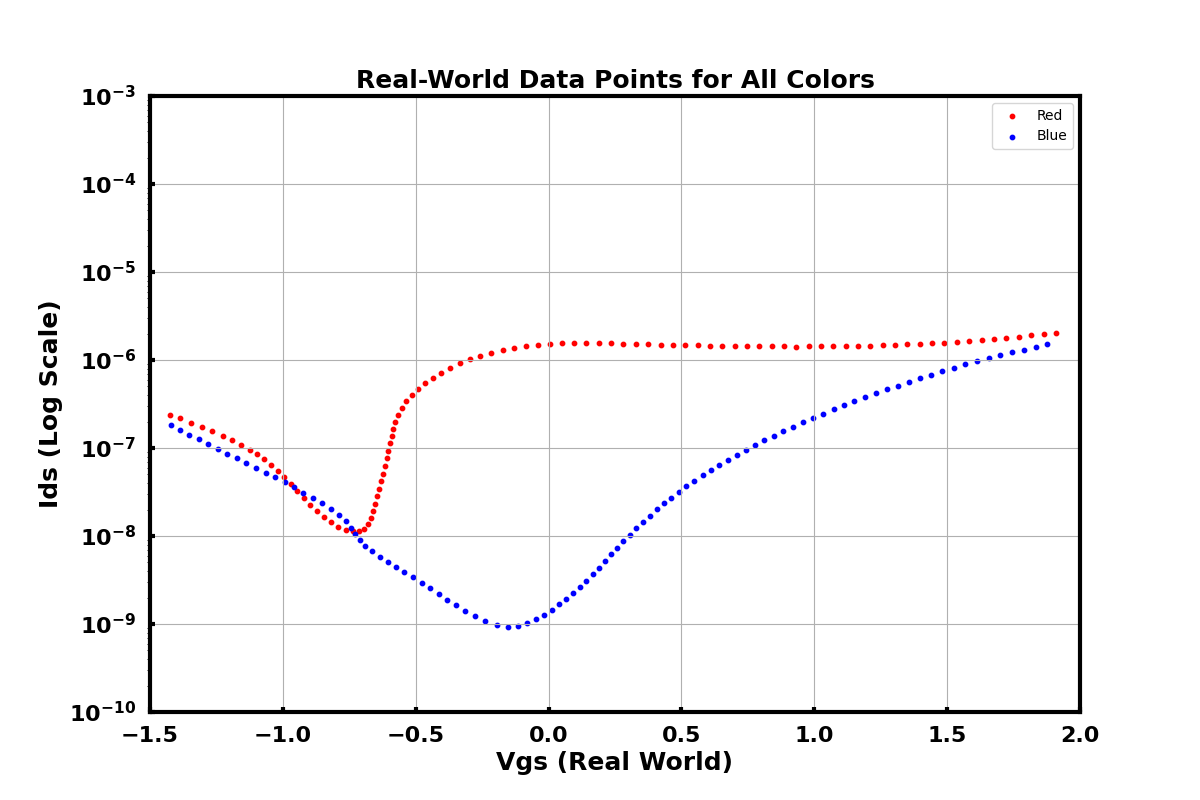 Real-World Data Points for All Colors
Red
Blue
10⁻³
10⁻⁴
10⁻⁵
10⁻⁶
10⁻⁷
10⁻⁸
10⁻⁹
10⁻¹⁰
Ids (Log Scale)
−1.5 −1.0 −0.5 0.0 0.5 1.0 1.5 2.0
Vgs (Real World)